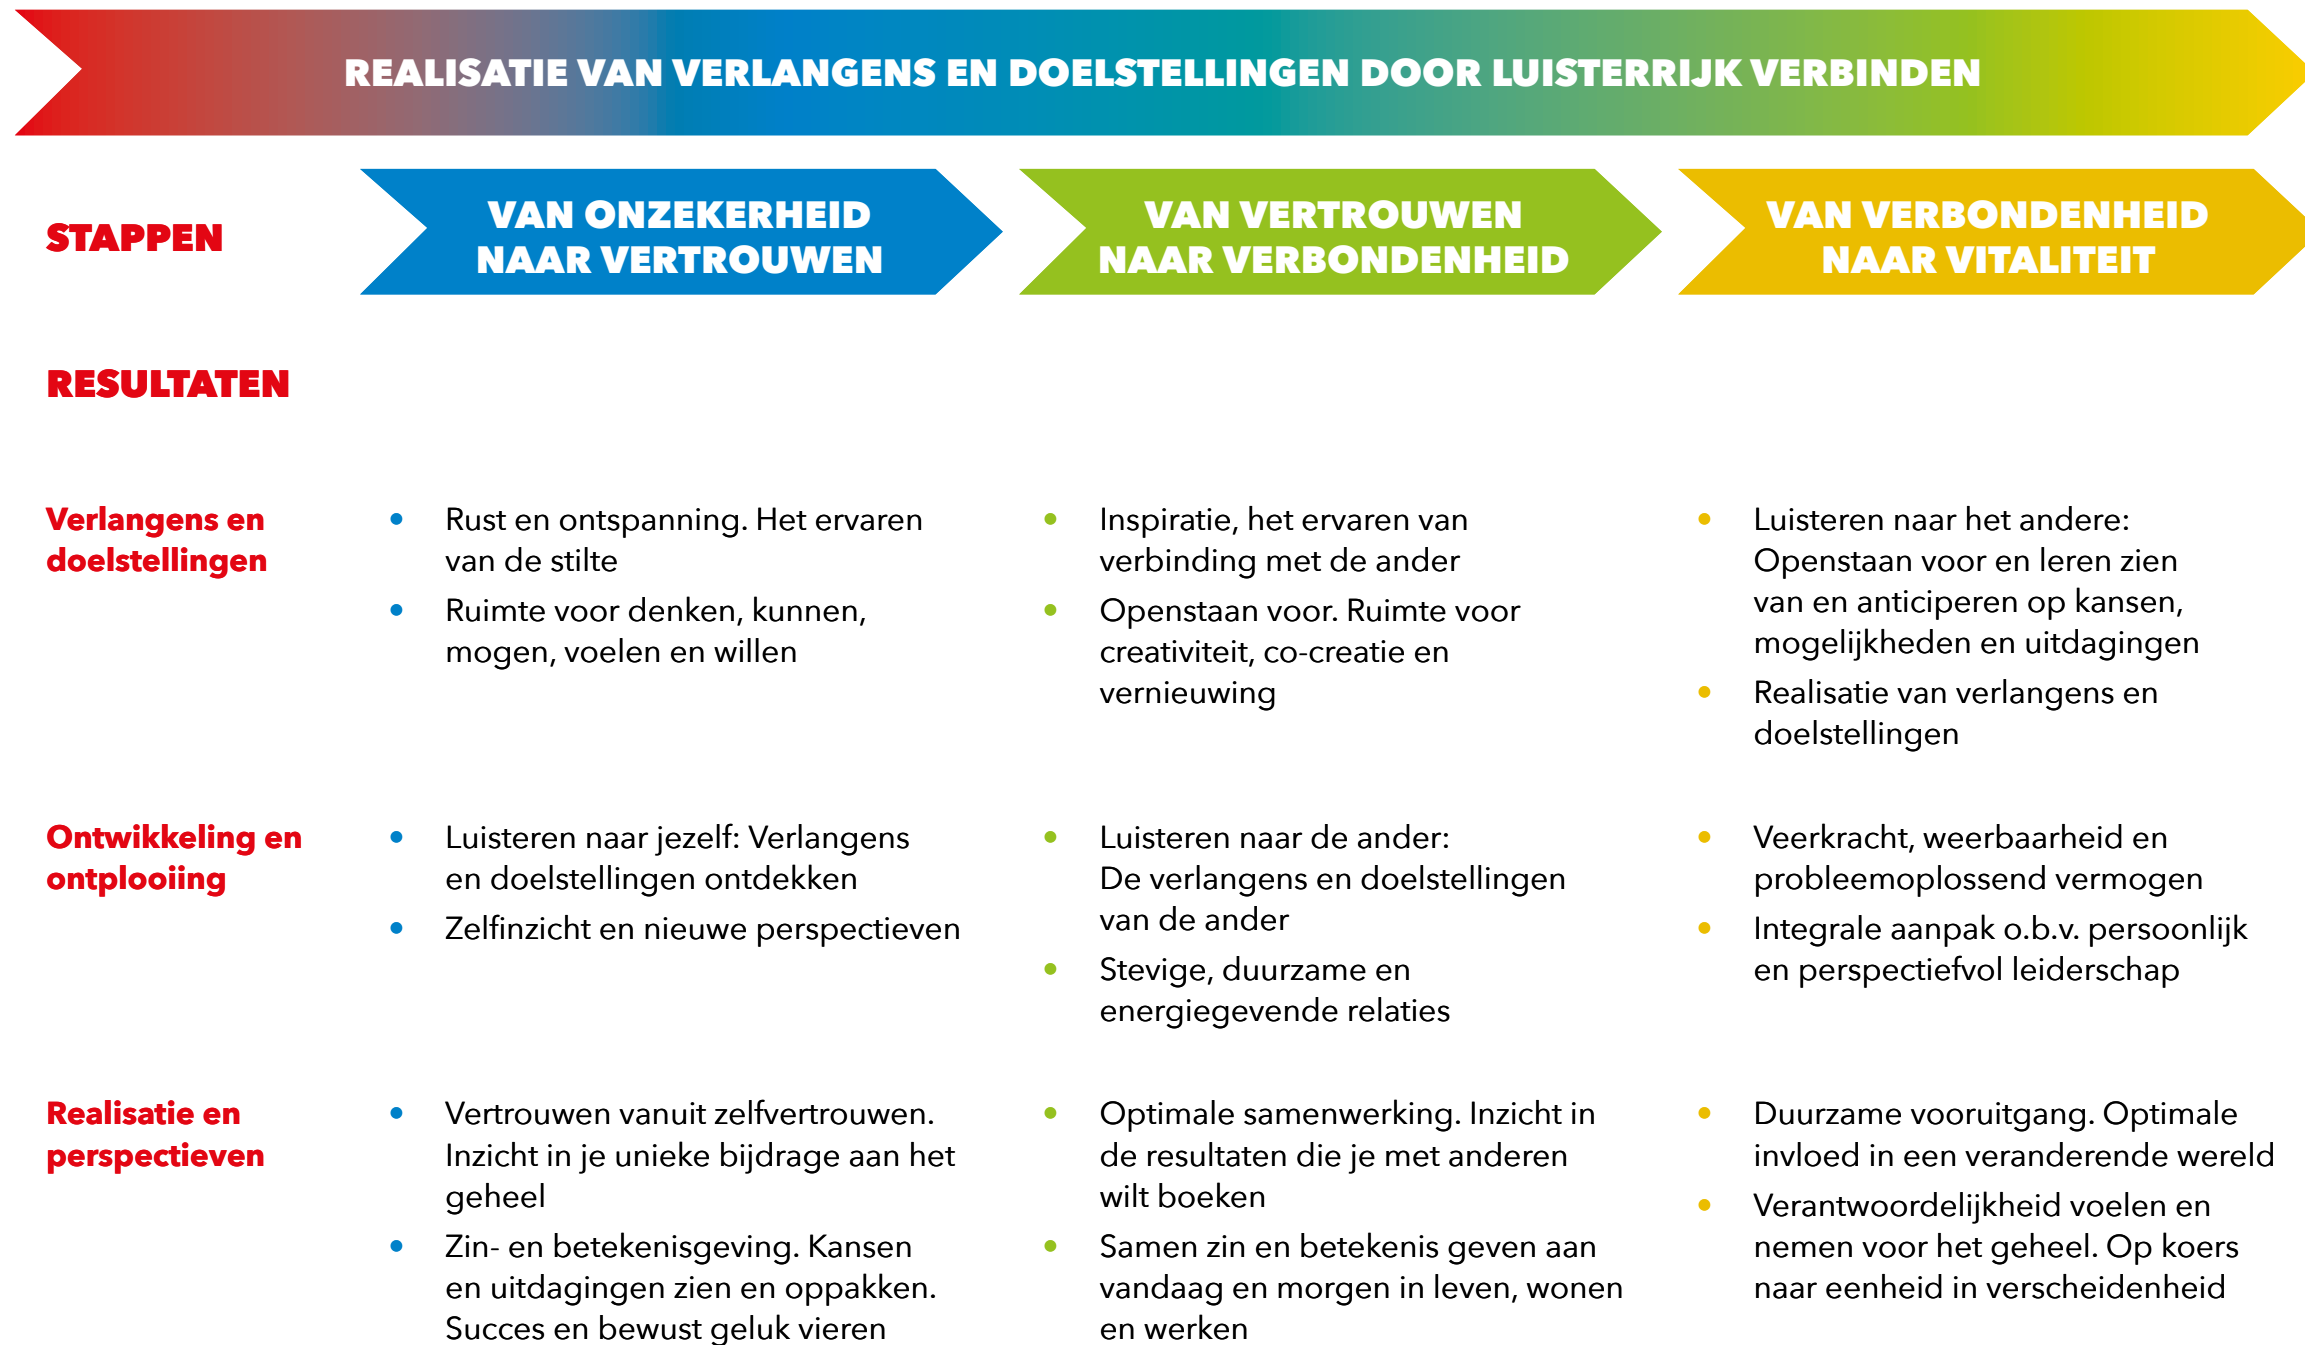 REALISATIE VAN VERLANGENS EN DOELSTELLINGEN DOOR LUISTERRIJK VERBINDEN
STAPPEN
VAN ONZEKERHEID
NAAR VERTROUWEN
VAN VERTROUWEN
NAAR VERBONDENHEID
VAN VERBONDENHEID
NAAR VITALITEIT
RESULTATEN
Verlangens en
doelstellingen
• Rust en ontspanning. Het ervaren
van de stilte
• Ruimte voor denken, kunnen,
mogen, voelen en willen
• Inspiratie, het ervaren van
verbinding met de ander
• Openstaan voor. Ruimte voor
creativiteit, co-creatie en
vernieuwing
• Luisteren naar het andere:
Openstaan voor en leren zien
van en anticiperen op kansen,
mogelijkheden en uitdagingen
• Realisatie van verlangens en
doelstellingen
Ontwikkeling en
ontplooiing
• Luisteren naar jezelf: Verlangens
en doelstellingen ontdekken
• Zelfinzicht en nieuwe perspectieven
• Luisteren naar de ander:
De verlangens en doelstellingen
van de ander
• Stevige, duurzame en
energiegevende relaties
• Veerkracht, weerbaarheid en
probleemoplossend vermogen
• Integrale aanpak o.b.v. persoonlijk
en perspectiefvol leiderschap
Realisatie en
perspectieven
• Vertrouwen vanuit zelfvertrouwen.
Inzicht in je unieke bijdrage aan het
geheel
• Zin- en betekenisgeving. Kansen
en uitdagingen zien en oppakken.
Succes en bewust geluk vieren
• Optimale samenwerking. Inzicht in
de resultaten die je met anderen
wilt boeken
• Samen zin en betekenis geven aan
vandaag en morgen in leven, wonen
en werken
• Duurzame vooruitgang. Optimale
invloed in een veranderende wereld
• Verantwoordelijkheid voelen en
nemen voor het geheel. Op koers
naar eenheid in verscheidenheid